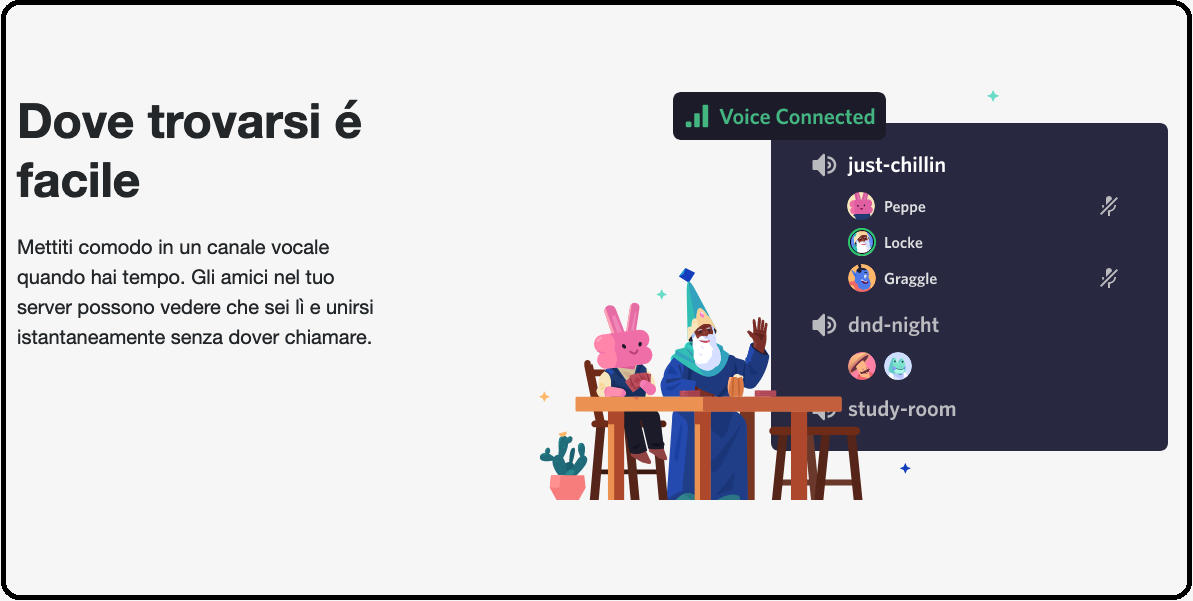 Dove trovarsi é
facile
Mettiti comodo in un canale vocale
quando hai tempo. Gli amici nel tuo
server possono vedere che sei lì e unirsi
istantaneamente senza dover chiamare.
Voice Connected
just-chillin
Peppe
Locke
Graggle
dnd-night
study-room